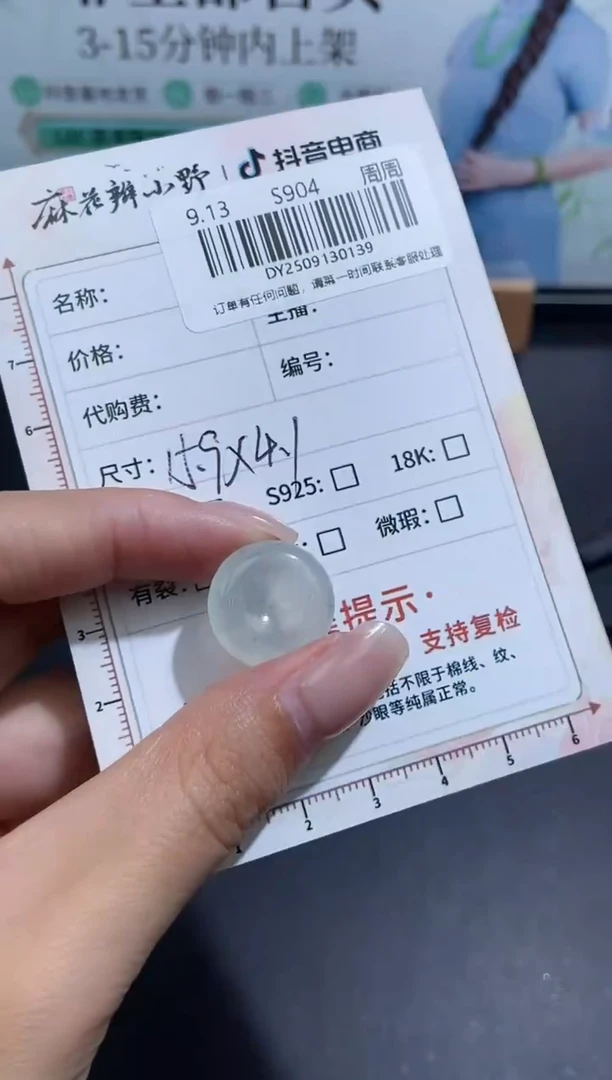 3-15分钟内上架
麻花辫小野 | 抖音电商
9.13 S904 周周
DY2509130139
订单有任何问题，请第一时间联系客服处理
名称：
主播：
价格：
编号：
代购费：
尺寸： 15.9X4.1
S925: □ 18K: □
□ 微瑕: □
有裂:
提示·
支持复检
括不限于棉线、纹、
眼等纯属正常。
7
6
3
2
1 2 3 4 5 6